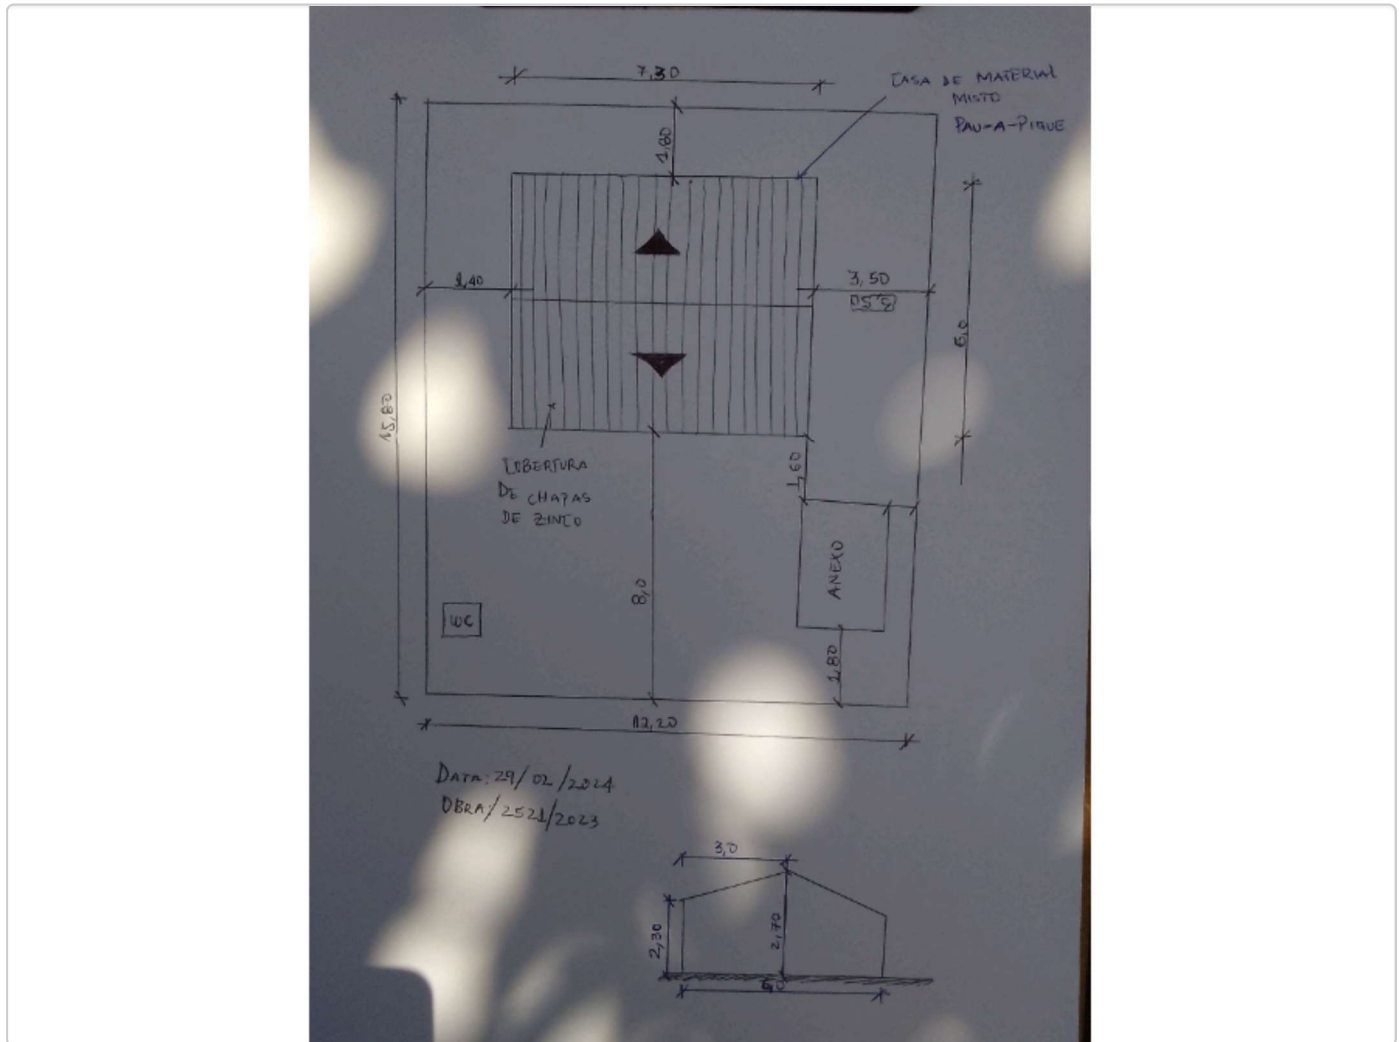 7,30
CASA DE MATERIAL
MISTO
PAU-A-PIQUE
1,80
1,40
3,50
3,50
6,0
15,80
COBERTURA
DE CHAPAS
DE ZINCO
1,60
ANEXO
8,0
WC
1,80
12,20
DATA: 29/02/2024
OBRA/2521/2023
3,0
2,30
2,70
6,0